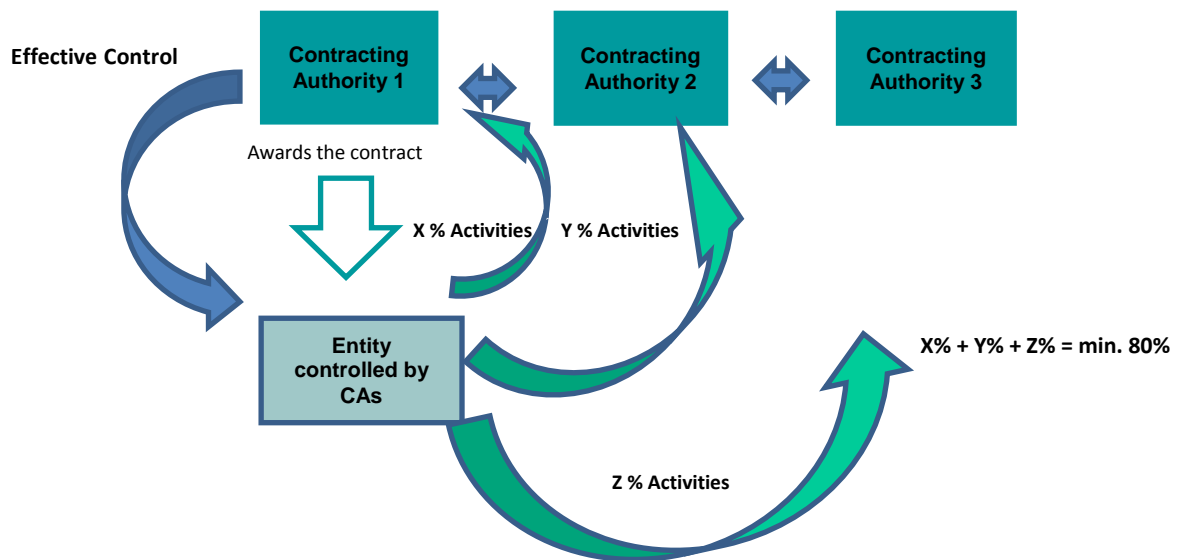 Effective Control
Contracting
Authority 1
Contracting
Authority 2
Contracting
Authority 3
Awards the contract
X % Activities
Y % Activities
Entity
controlled by
CAs
X% + Y% + Z% = min. 80%
Z % Activities